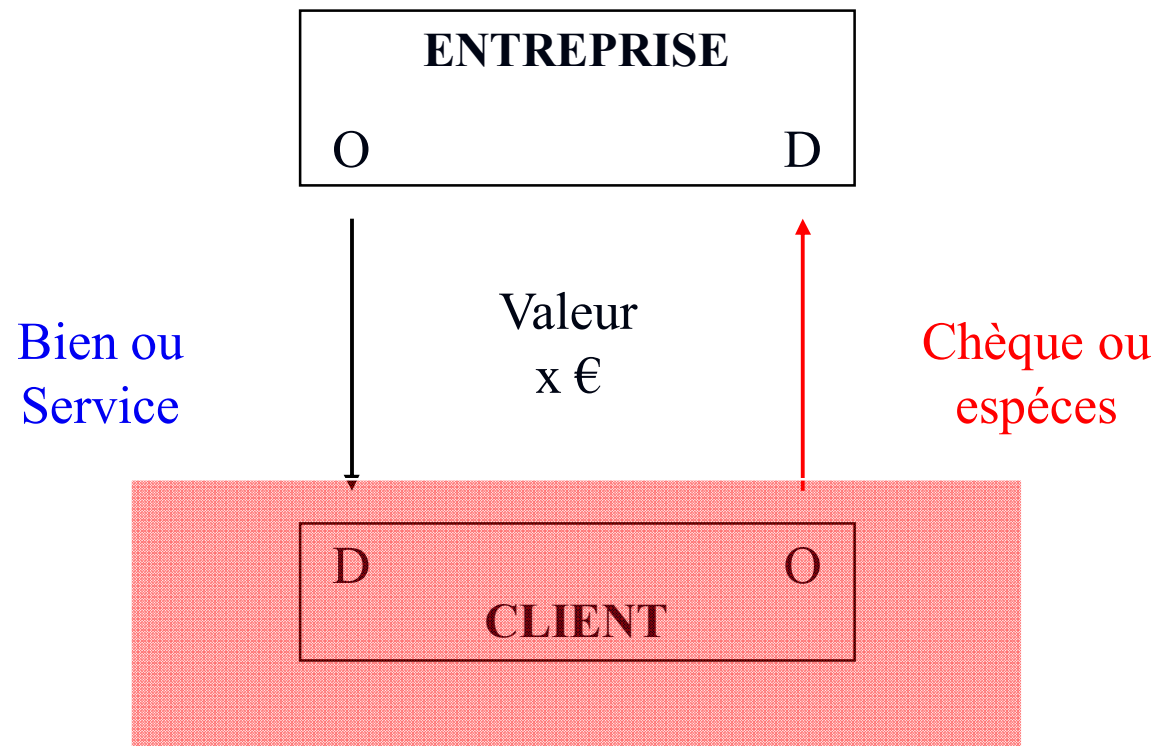 ENTREPRISE
O D
Valeur
x €
Bien ou
Service
Chèque ou
espéces
D O
CLIENT